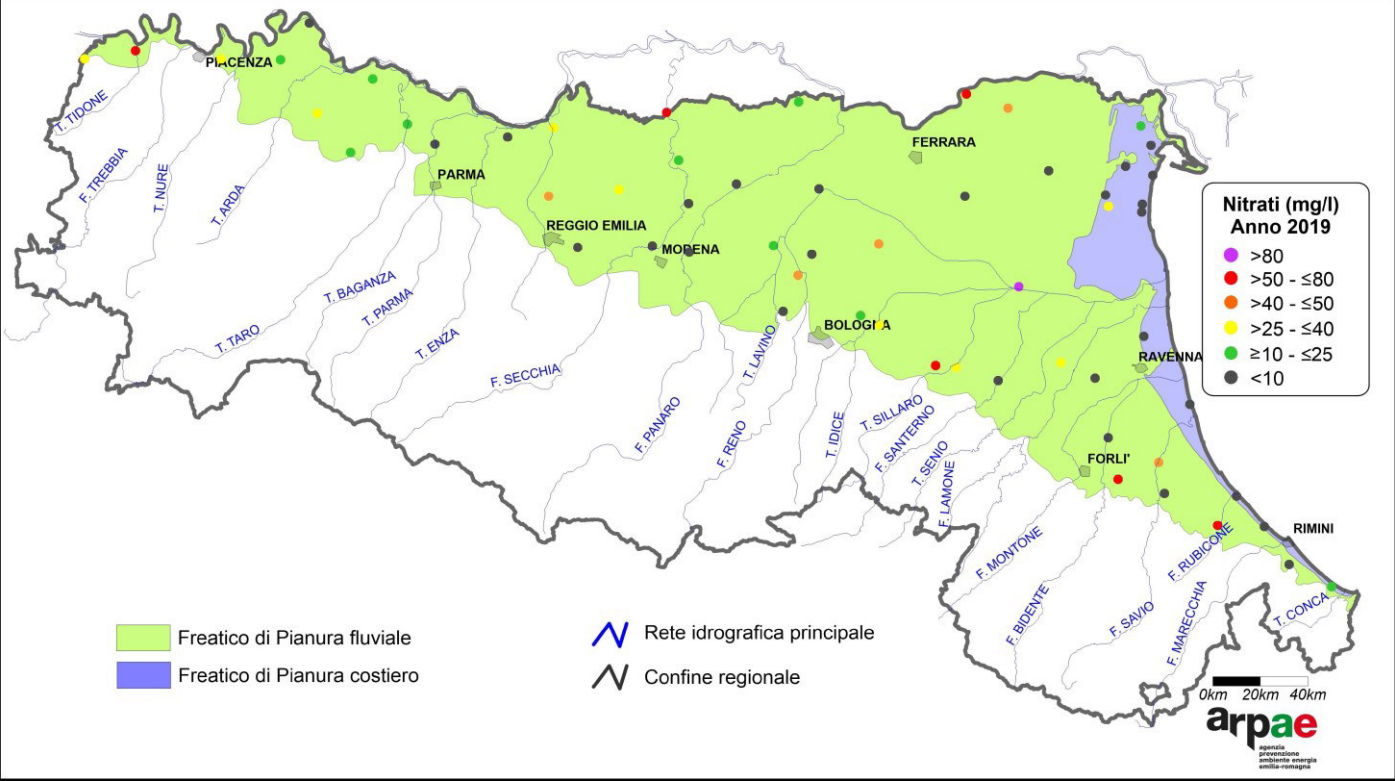 PIACENZA
T. TIDONE
F. TREBBIA
T. NURE
T. ARDA
PARMA
REGGIO EMILIA
MODENA
FERRARA
BOLOGNA
RAVENNA
FORLI'
RIMINI
T. TARO
T. BAGANZA
T. PARMA
T. ENZA
F. SECCHIA
F. PANARO
F. RENO
T. LAVINO
T. IDICE
T. SILLARO
F. SANTERNO
T. SENIO
F. LAMONE
F. MONTONE
F. BIDENTE
F. SAVIO
F. RUBICONE
F. MARECCHIA
T. CONCA
Nitrati (mg/l)
Anno 2019
>80
>50 - ≤80
>40 - ≤50
>25 - ≤40
≥10 - ≤25
<10
Freatico di Pianura fluviale
Freatico di Pianura costiero
Rete idrografica principale
Confine regionale
0km 20km 40km
arpae
agenzia
prevenzione
ambiente energia
emilia-romagna